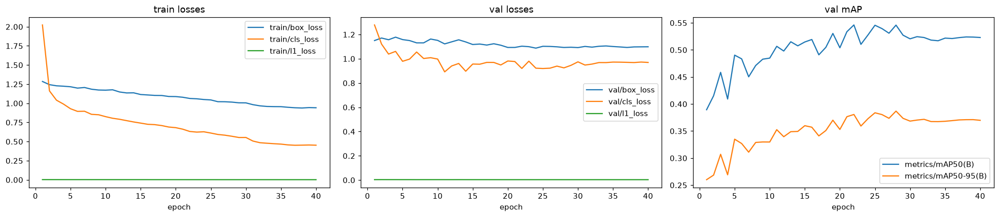 train losses
2.00
1.75
1.50
1.25
1.00
0.75
0.50
0.25
0.00
train/box_loss
train/cls_loss
train/l1_loss
0 5 10 15 20 25 30 35 40
epoch
val losses
1.2
1.0
0.8
0.6
0.4
0.2
0.0
val/box_loss
val/cls_loss
val/l1_loss
0 5 10 15 20 25 30 35 40
epoch
val mAP
0.55
0.50
0.45
0.40
0.35
0.30
0.25
metrics/mAP50(B)
metrics/mAP50-95(B)
0 5 10 15 20 25 30 35 40
epoch